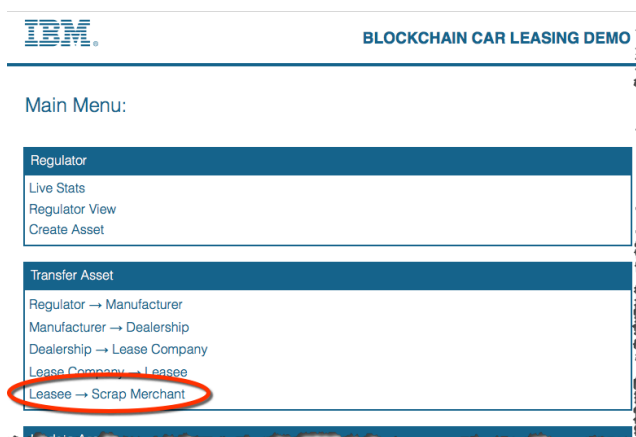 IBM®
BLOCKCHAIN CAR LEASING DEMO
Main Menu:
Regulator
Live Stats
Regulator View
Create Asset
Transfer Asset
Regulator → Manufacturer
Manufacturer → Dealership
Dealership → Lease Company
Lease Company → Leasee
Leasee → Scrap Merchant